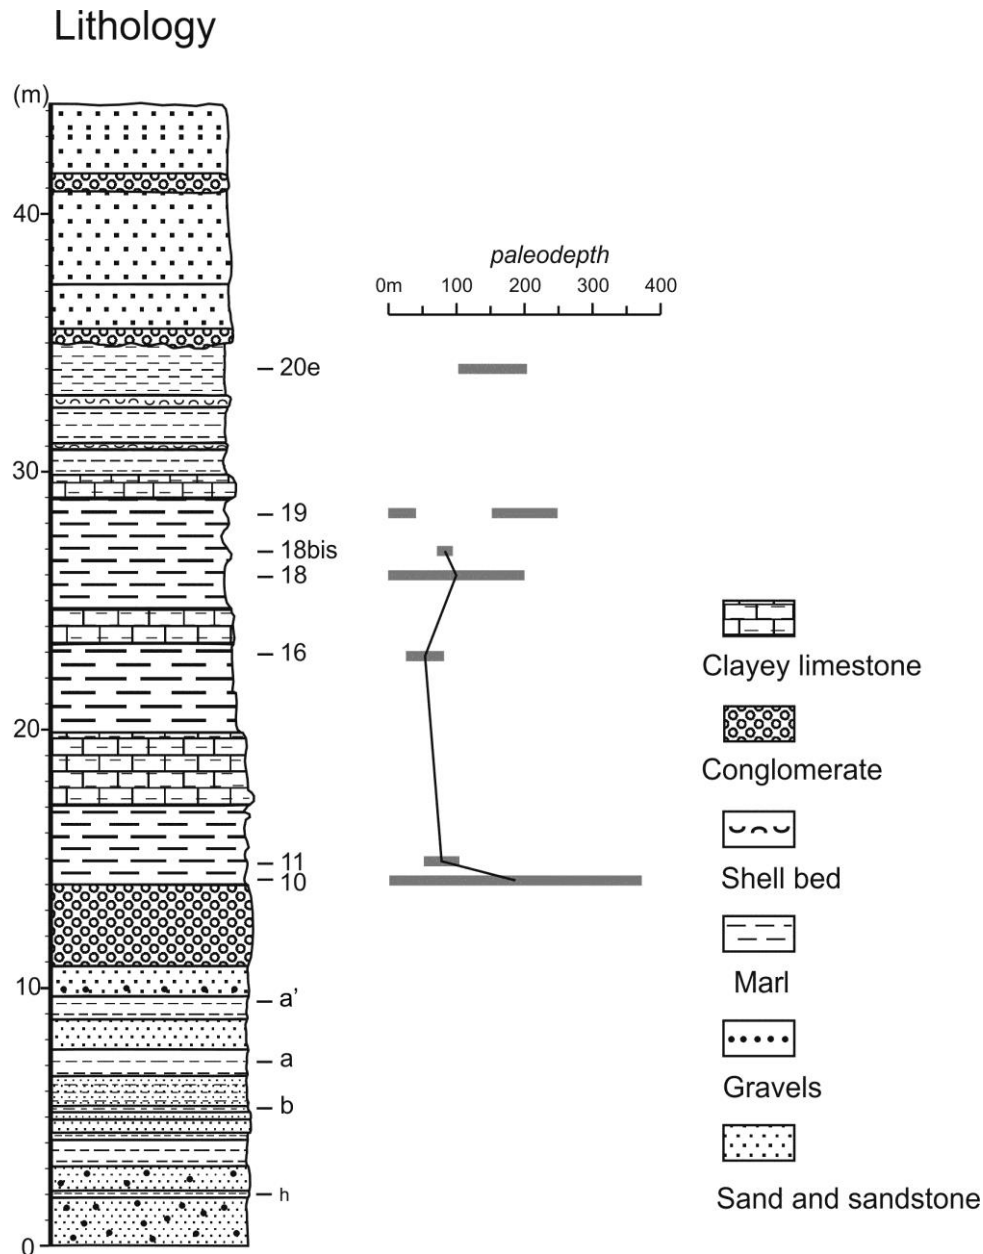 Lithology
(m)
40
30
20
10
0
20e
19
18bis
18
16
11
10
a’
a
b
h
paleodepth
0m 100 200 300 400
Clayey limestone
Conglomerate
Shell bed
Marl
Gravels
Sand and sandstone